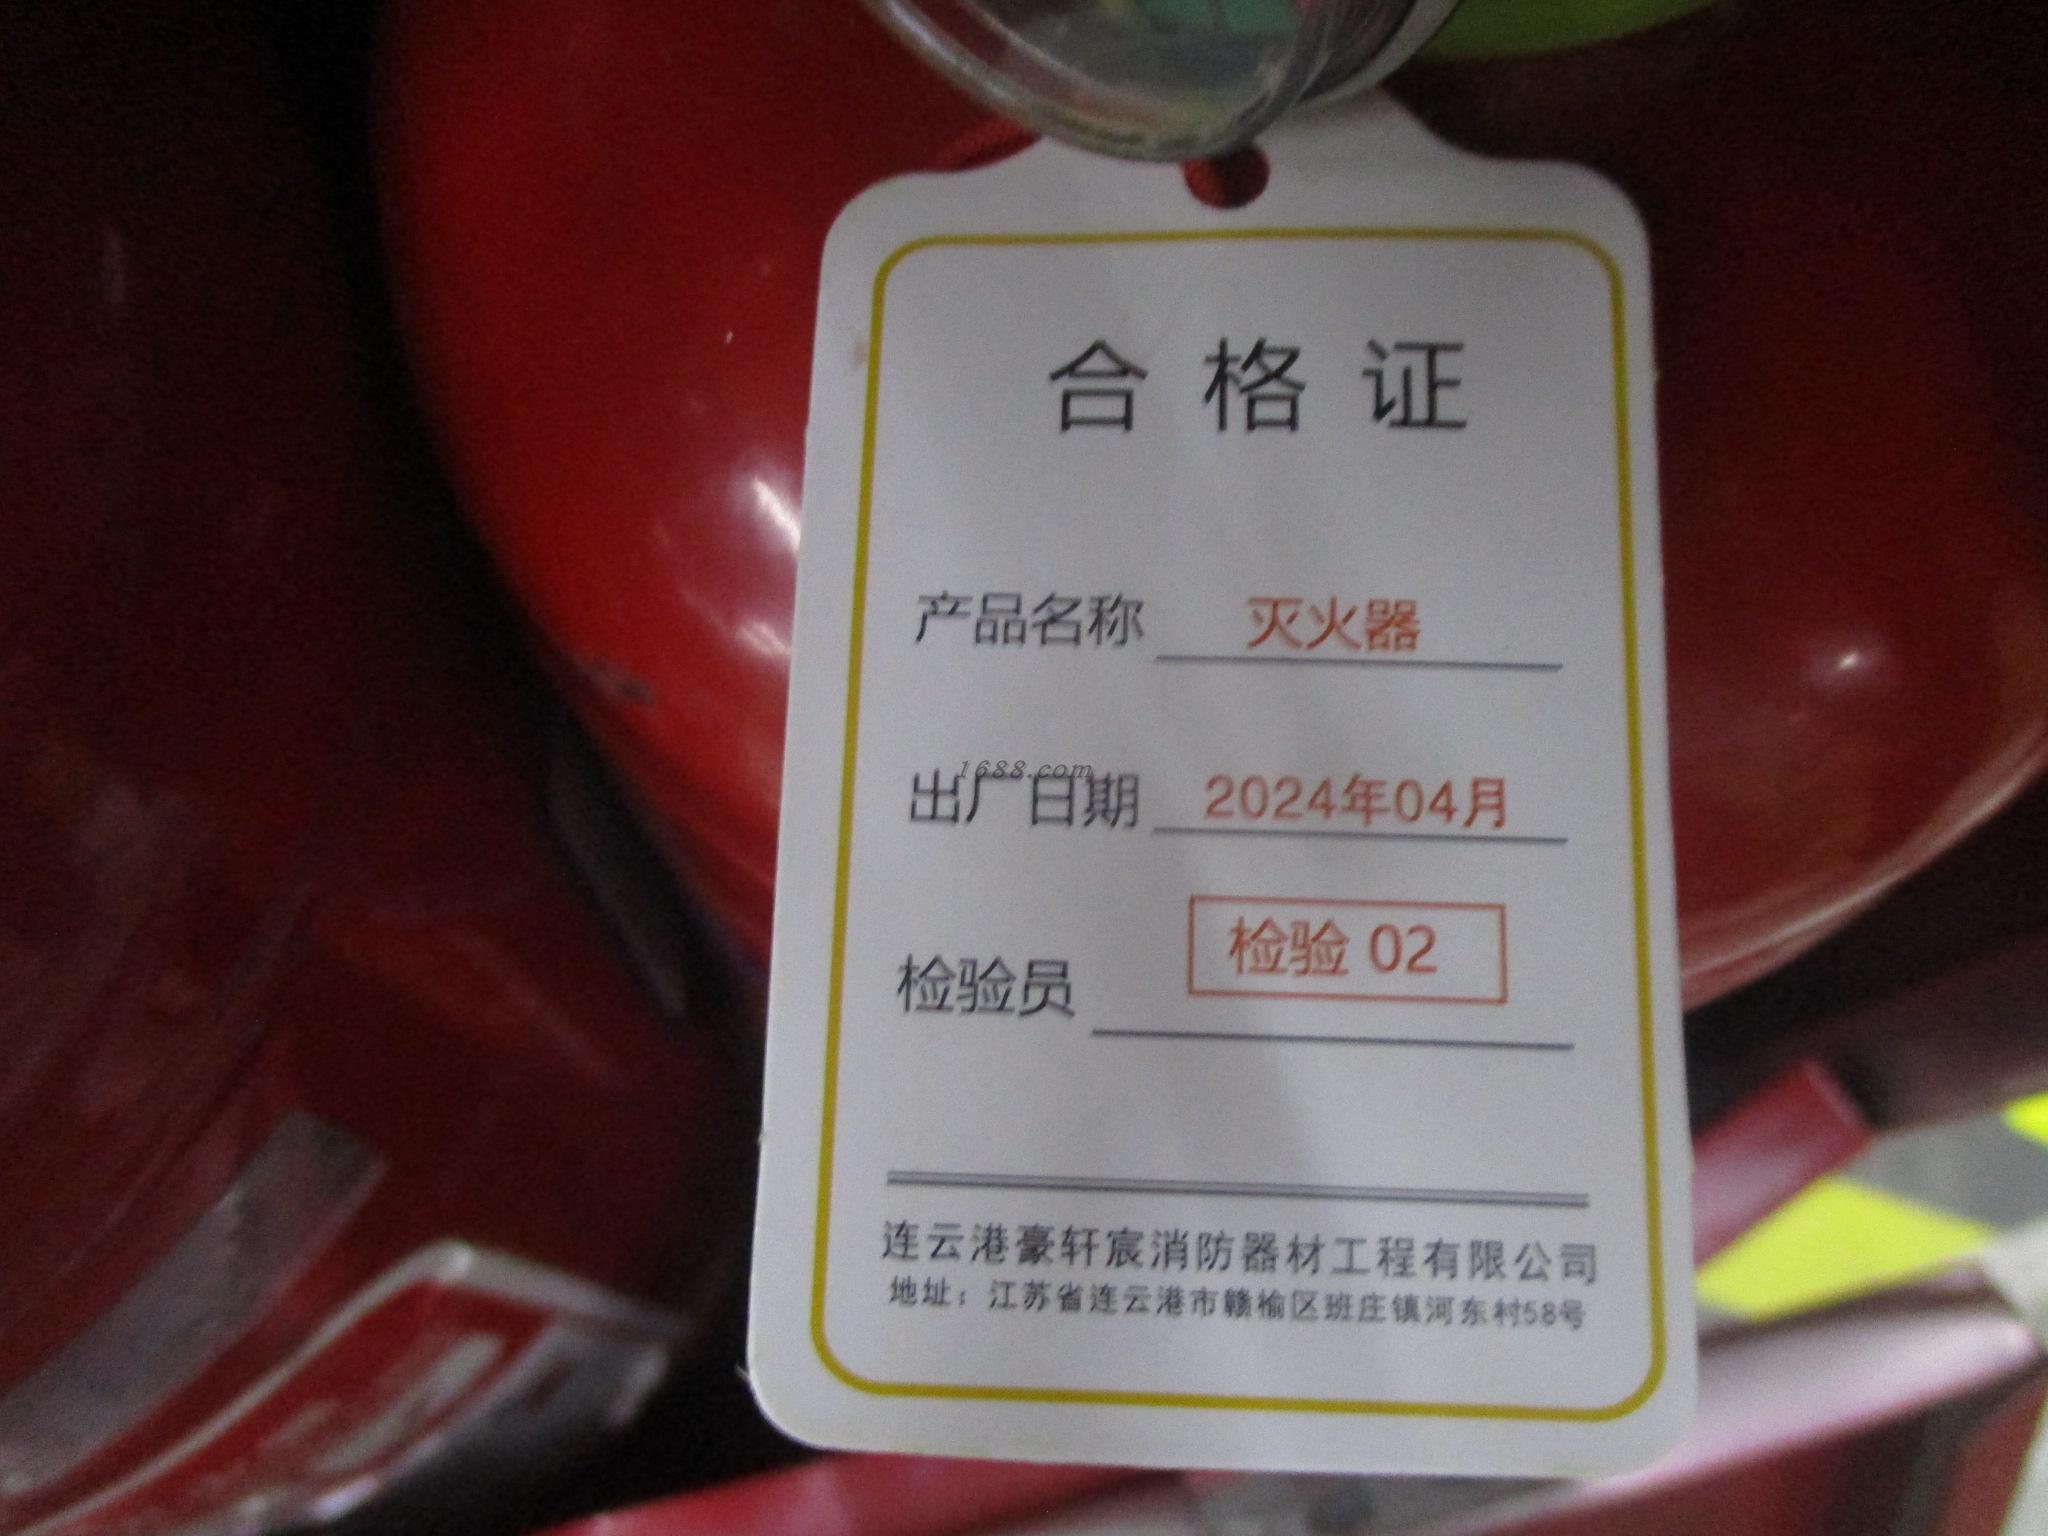 合格证
产品名称 灭火器
1688.com
出厂日期 2024年04月
检验 02
检验员
连云港豪轩宸消防器材工程有限公司
地址：江苏省连云港市赣榆区班庄镇河东村58号